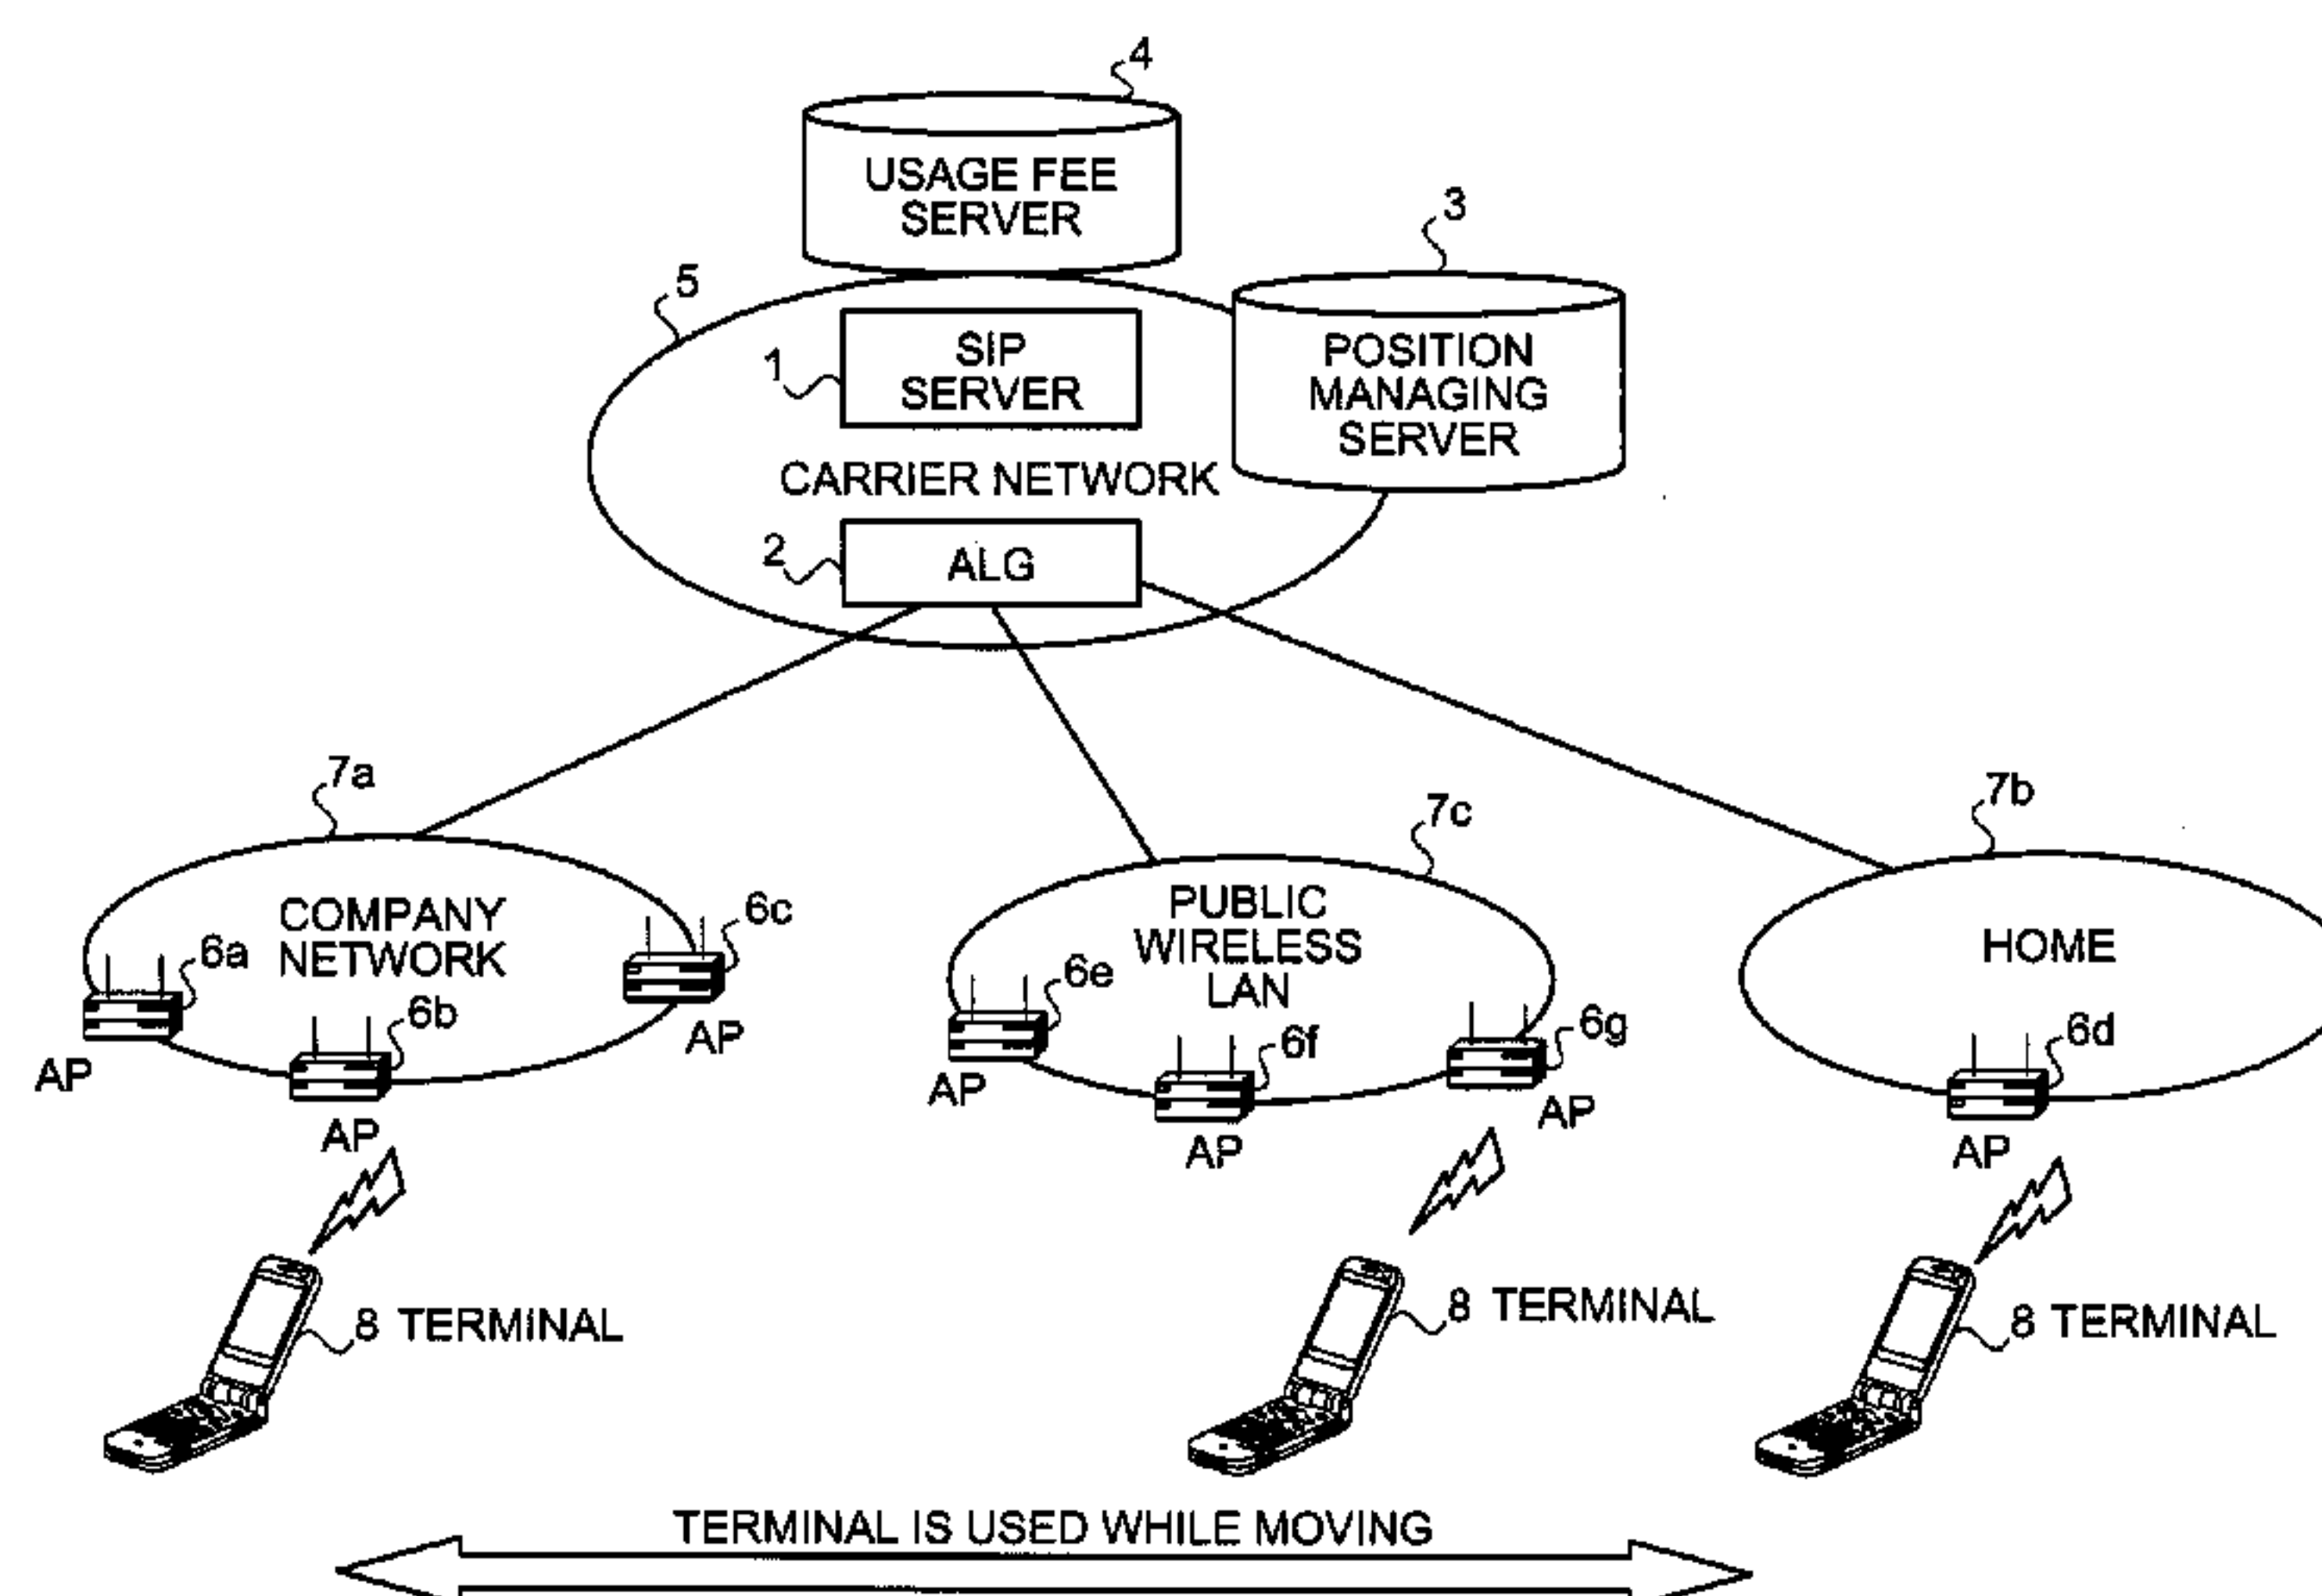 4
USAGE FEE
SERVER
3
5
1
SIP
SERVER
POSITION
MANAGING
SERVER
CARRIER NETWORK
2
ALG
7a
7c
7b
COMPANY
NETWORK
6a
6b
6c
AP
AP
AP
PUBLIC
WIRELESS
LAN
6e
6f
6g
AP
AP
AP
HOME
6d
AP
8 TERMINAL
8 TERMINAL
8 TERMINAL
TERMINAL IS USED WHILE MOVING